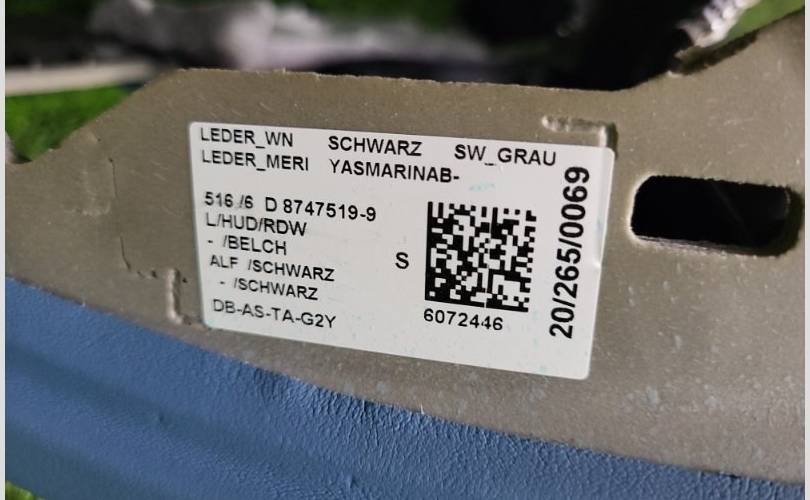 LEDER_WN SCHWARZ SW_GRAU
LEDER_MERI YASMARINAB-
516 /6 D 8747519-9
L/HUD/RDW
- /BELCH
ALF /SCHWARZ
- /SCHWARZ
DB-AS-TA-G2Y
S
6072446
20/265/0069